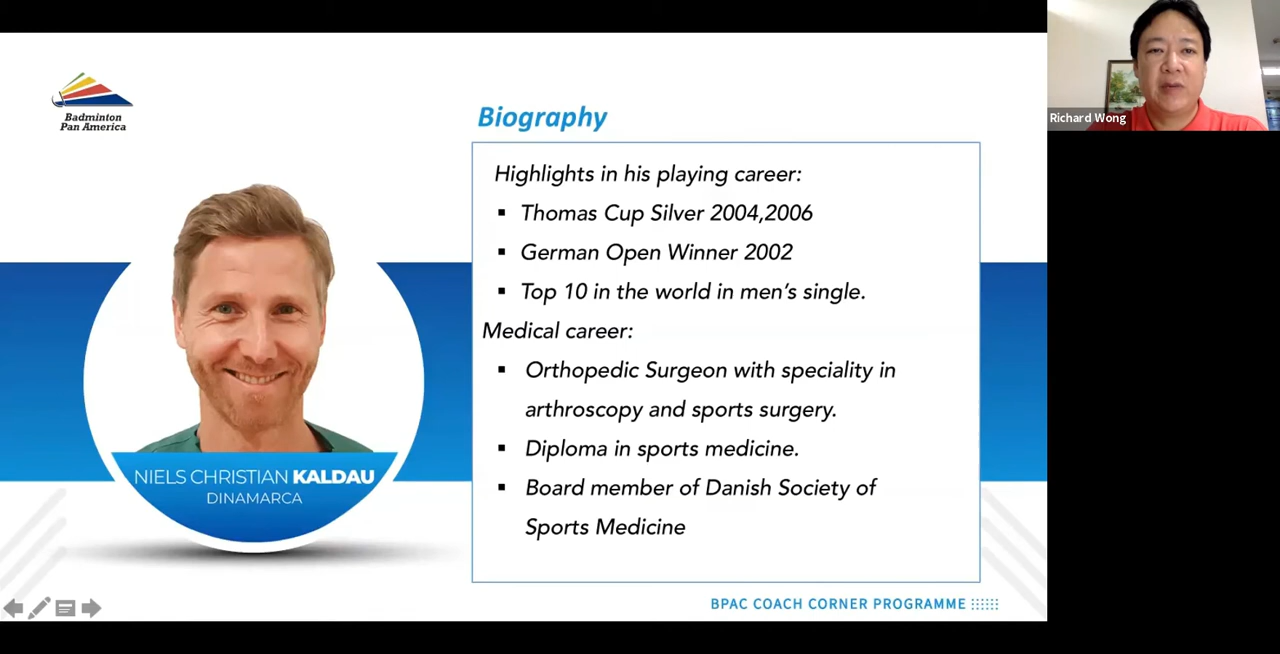 Badminton
Pan America
Biography
Highlights in his playing career:
▪ Thomas Cup Silver 2004,2006
▪ German Open Winner 2002
▪ Top 10 in the world in men's single.
Medical career:
▪ Orthopedic Surgeon with speciality in
arthroscopy and sports surgery.
▪ Diploma in sports medicine.
▪ Board member of Danish Society of
Sports Medicine
NIELS CHRISTIAN KALDAU
DINAMARCA
BPAC COACH CORNER PROGRAMME
Richard Wong